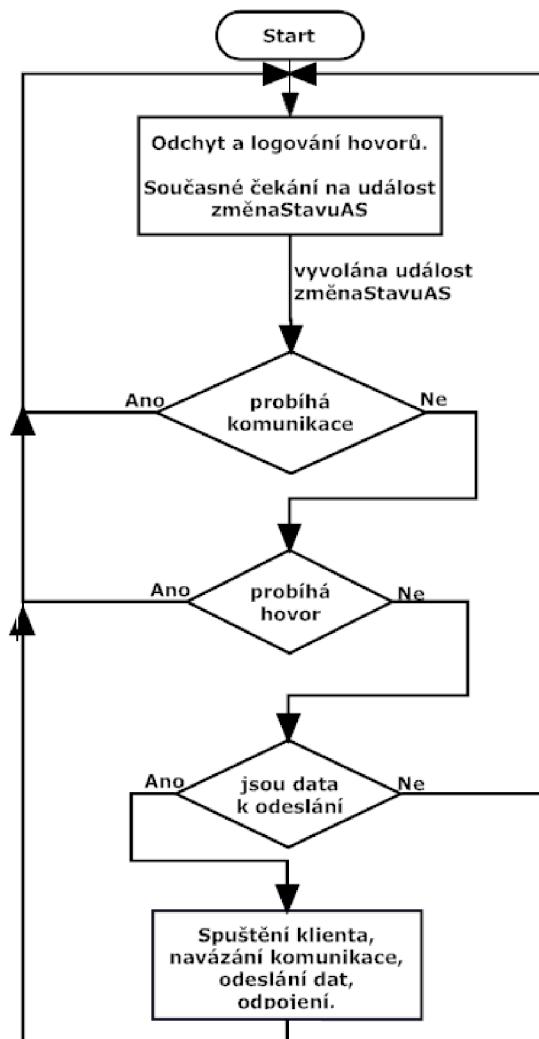 Start
Odchyt a logování hovorů.
Současné čekání na událost
změnaStavuAS
vyvolána událost
změnaStavuAS
Ano
probíhá
komunikace
Ne
Ano
probíhá
hovor
Ne
Ano
jsou data
k odeslání
Ne
Spuštění klienta,
navázání komunikace,
odeslání dat,
odpojení.